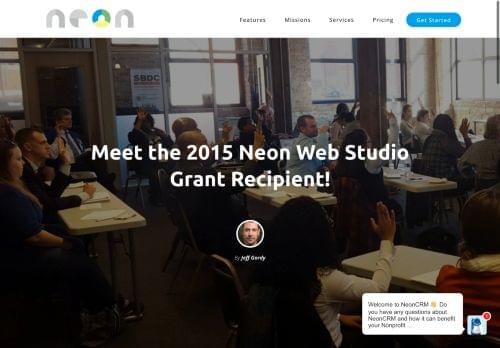 neon
Features Missions Services Pricing Get Started
SBDC
Meet the 2015 Neon Web Studio
Grant Recipient!
By Jeff Gordy
Welcome to NeonCRM 👋 Do
you have any questions about
NeonCRM and how it can benefit
your Nonprofit ...